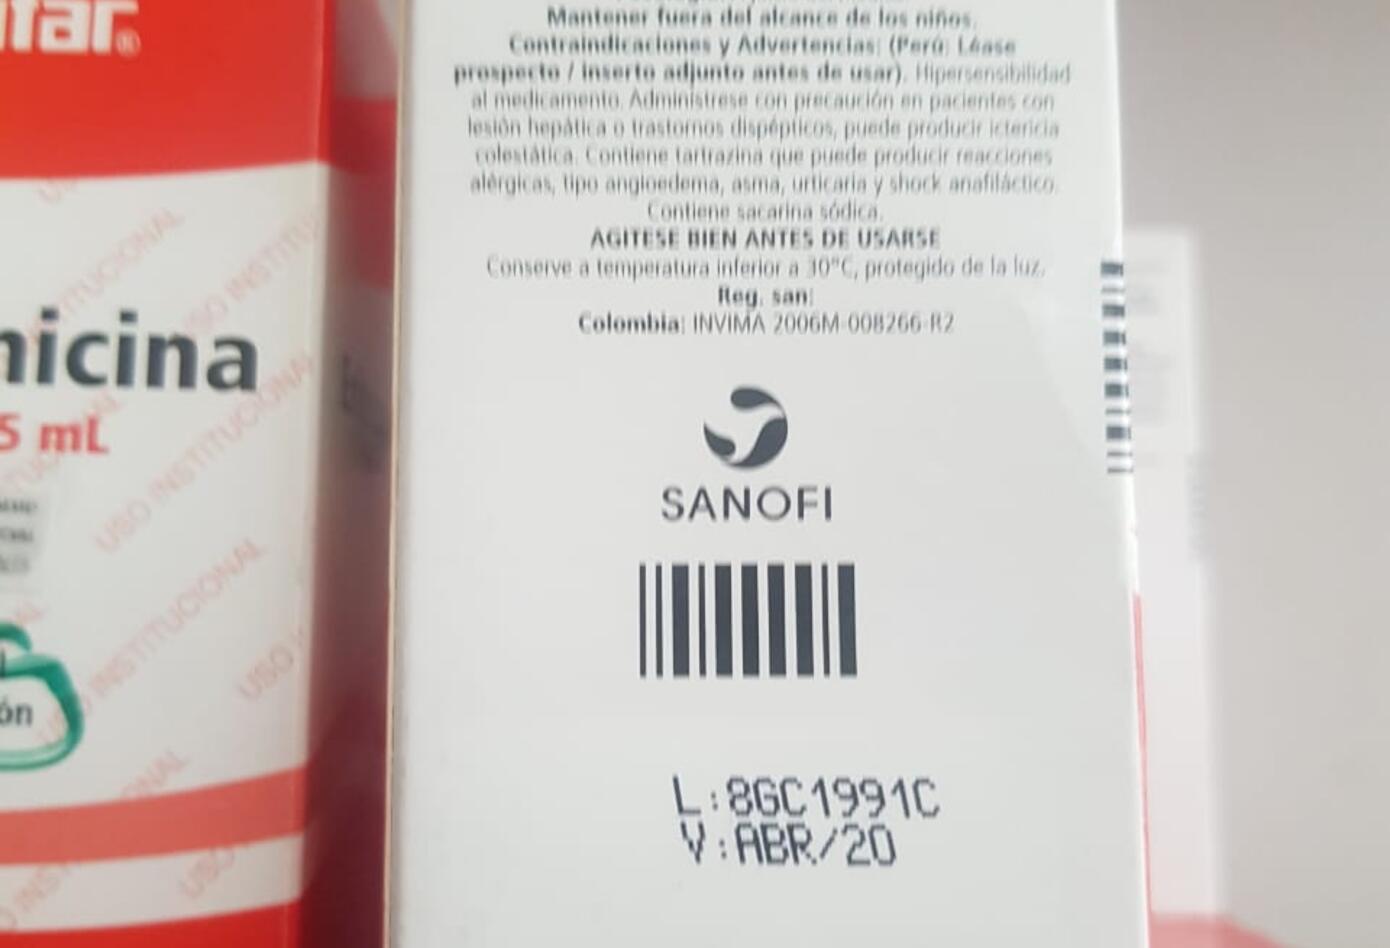 far®
nicina
5 mL
ón
USO INSTITUCIONAL
USO INSTITUCIONAL
USO INSTITUCIONAL
USO INSTITUCIONAL
Mantener fuera del alcance de los niños.
Contraindicaciones y Advertencias: (Perú: Léase
prospecto / inserto adjunto antes de usar). Hipersensibilidad
al medicamento. Adminístrese con precaución en pacientes con
lesión hepática o trastornos dispépticos, puede producir ictericia
colestática. Contiene tartrazina que puede producir reacciones
alérgicas, tipo angioedema, asma, urticaria y shock anafiláctico.
Contiene sacarina sódica.
AGITESE BIEN ANTES DE USARSE
Conserve a temperatura inferior a 30°C, protegido de la luz.
Reg. san:
Colombia: INVIMA 2006M-008266-R2
SANOFI
L:8GC1991C
V:ABR/20